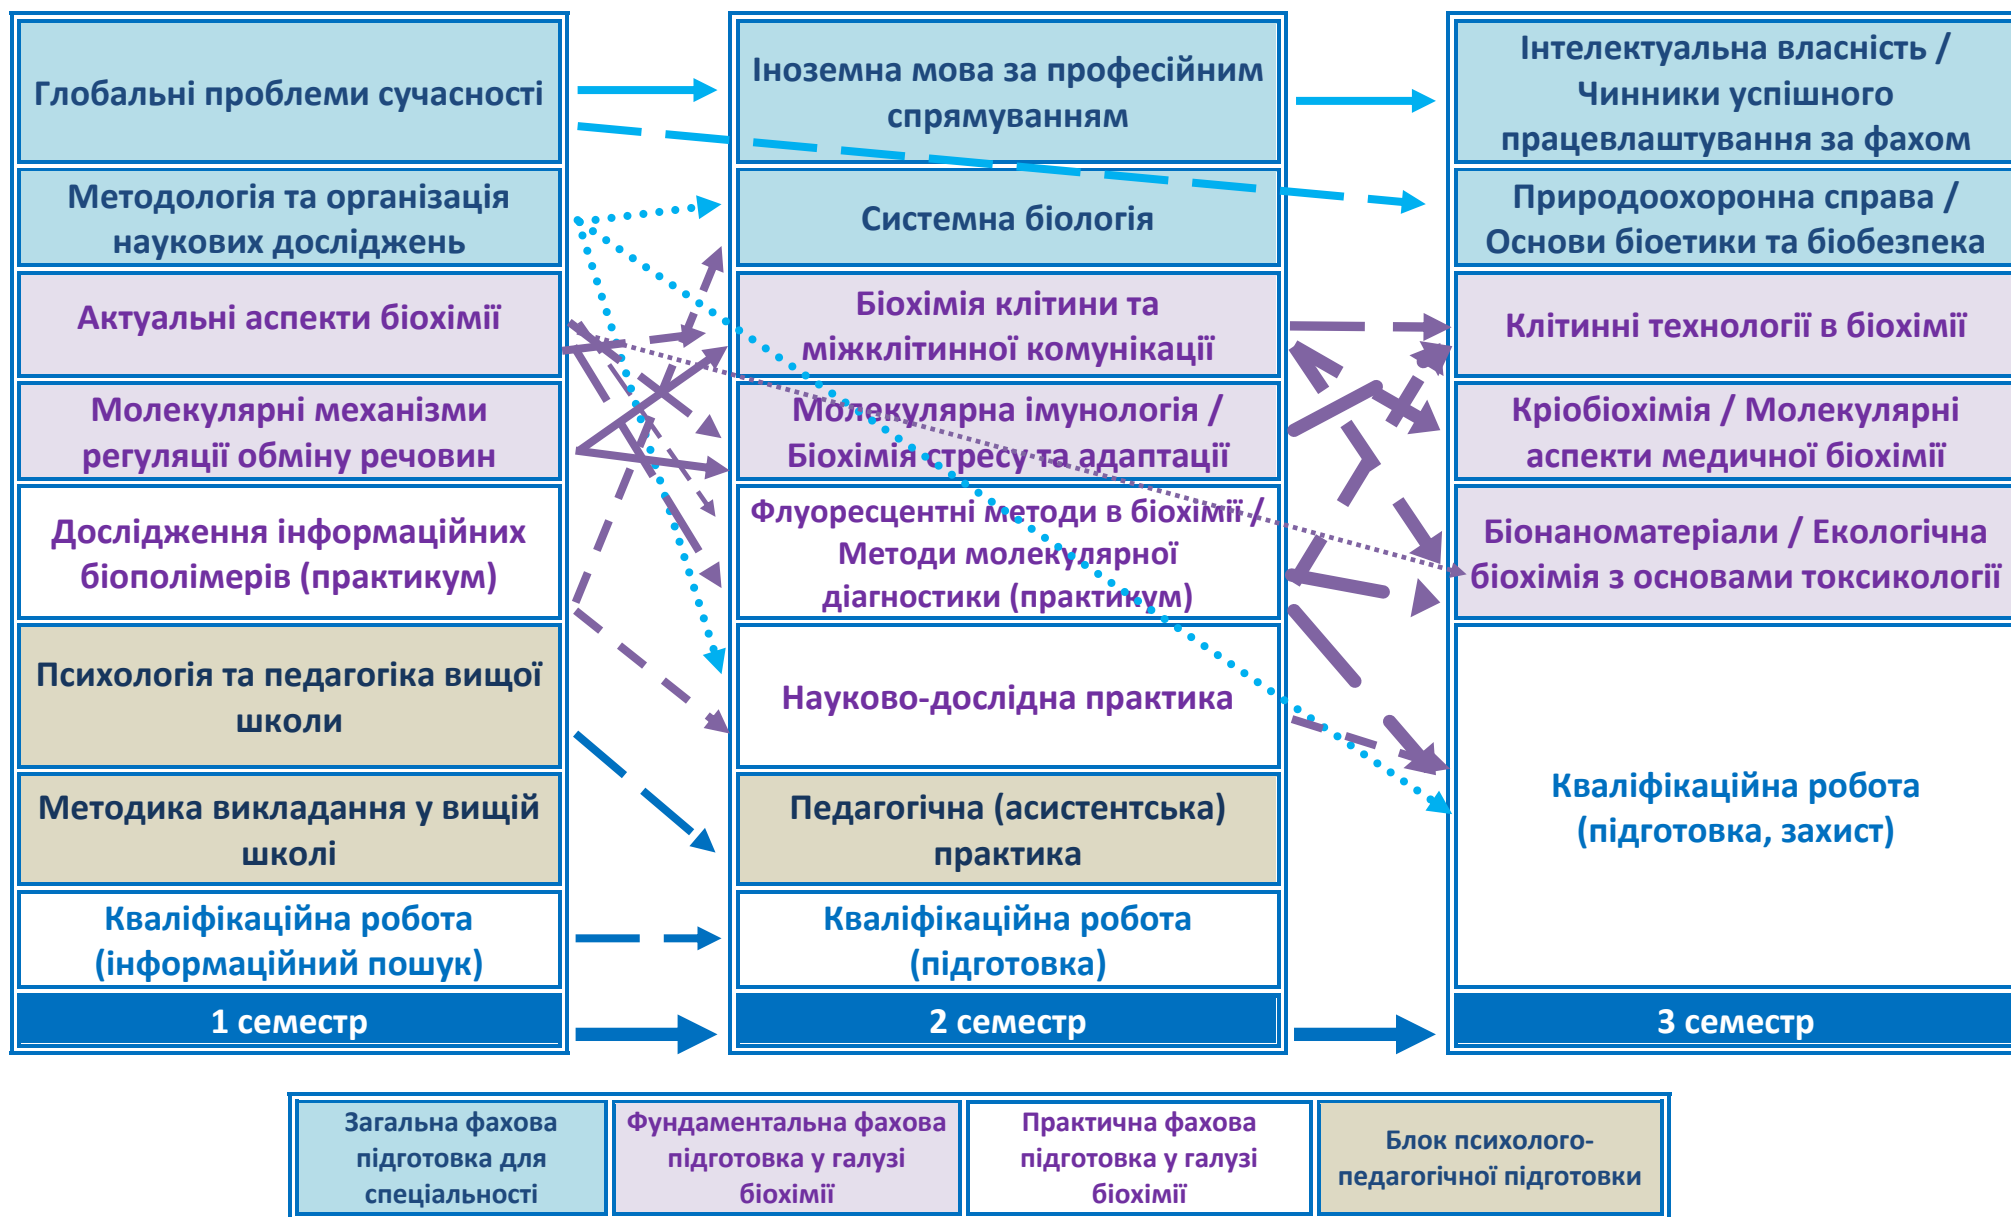 Глобальні проблеми сучасності
Методологія та організація
наукових досліджень
Актуальні аспекти біохімії
Молекулярні механізми
регуляції обміну речовин
Дослідження інформаційних
біополімерів (практикум)
Психологія та педагогіка вищої
школи
Методика викладання у вищій
школі
Кваліфікаційна робота
(інформаційний пошук)
1 семестр
Іноземна мова за професійним
спрямуванням
Системна біологія
Біохімія клітини та
міжклітинної комунікації
Молекулярна імунологія /
Біохімія стресу та адаптації
Флуоресцентні методи в біохімії /
Методи молекулярної
діагностики (практикум)
Науково-дослідна практика
Педагогічна (асистентська)
практика
Кваліфікаційна робота
(підготовка)
2 семестр
Інтелектуальна власність /
Чинники успішного
працевлаштування за фахом
Природоохоронна справа /
Основи біоетики та біобезпека
Клітинні технології в біохімії
Кріобіохімія / Молекулярні
аспекти медичної біохімії
Біонаноматеріали / Екологічна
біохімія з основами токсикології
Кваліфікаційна робота
(підготовка, захист)
3 семестр
Загальна фахова
підготовка для
спеціальності
Фундаментальна фахова
підготовка у галузі
біохімії
Практична фахова
підготовка у галузі
біохімії
Блок психолого-
педагогічної підготовки